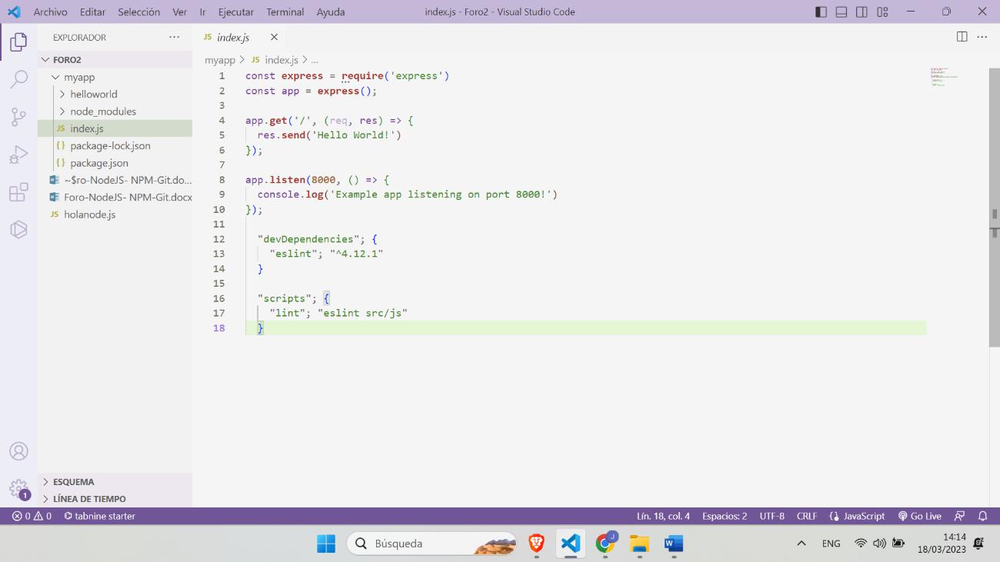 Archivo Editar Selección Ver Ir Ejecutar Terminal Ayuda
index.js - Foro2 - Visual Studio Code
EXPLORADOR
FORO2
myapp
helloworld
node_modules
JS index.js
{} package-lock.json
{} package.json
~$ro-NodeJS- NPM-Git.do...
Foro-NodeJS- NPM-Git.docx
JS holanode.js
ESQUEMA
LÍNEA DE TIEMPO
1
JS index.js
myapp > JS index.js > ...
1 const express = require('express')
2 const app = express();
3
4 app.get('/', (req, res) => {
5 res.send('Hello World!')
6 });
7
8 app.listen(8000, () => {
9 console.log('Example app listening on port 8000!')
10 });
11
12 "devDependencies"; {
13 "eslint"; "^4.12.1"
14 }
15
16 "scripts"; {
17 "lint"; "eslint src/js"
18 }
0 0 tabnine starter
Lín. 18, col. 4 Espacios: 2 UTF-8 CRLF {} JavaScript Go Live
Búsqueda
J
W
ENG
14:14
18/03/2023